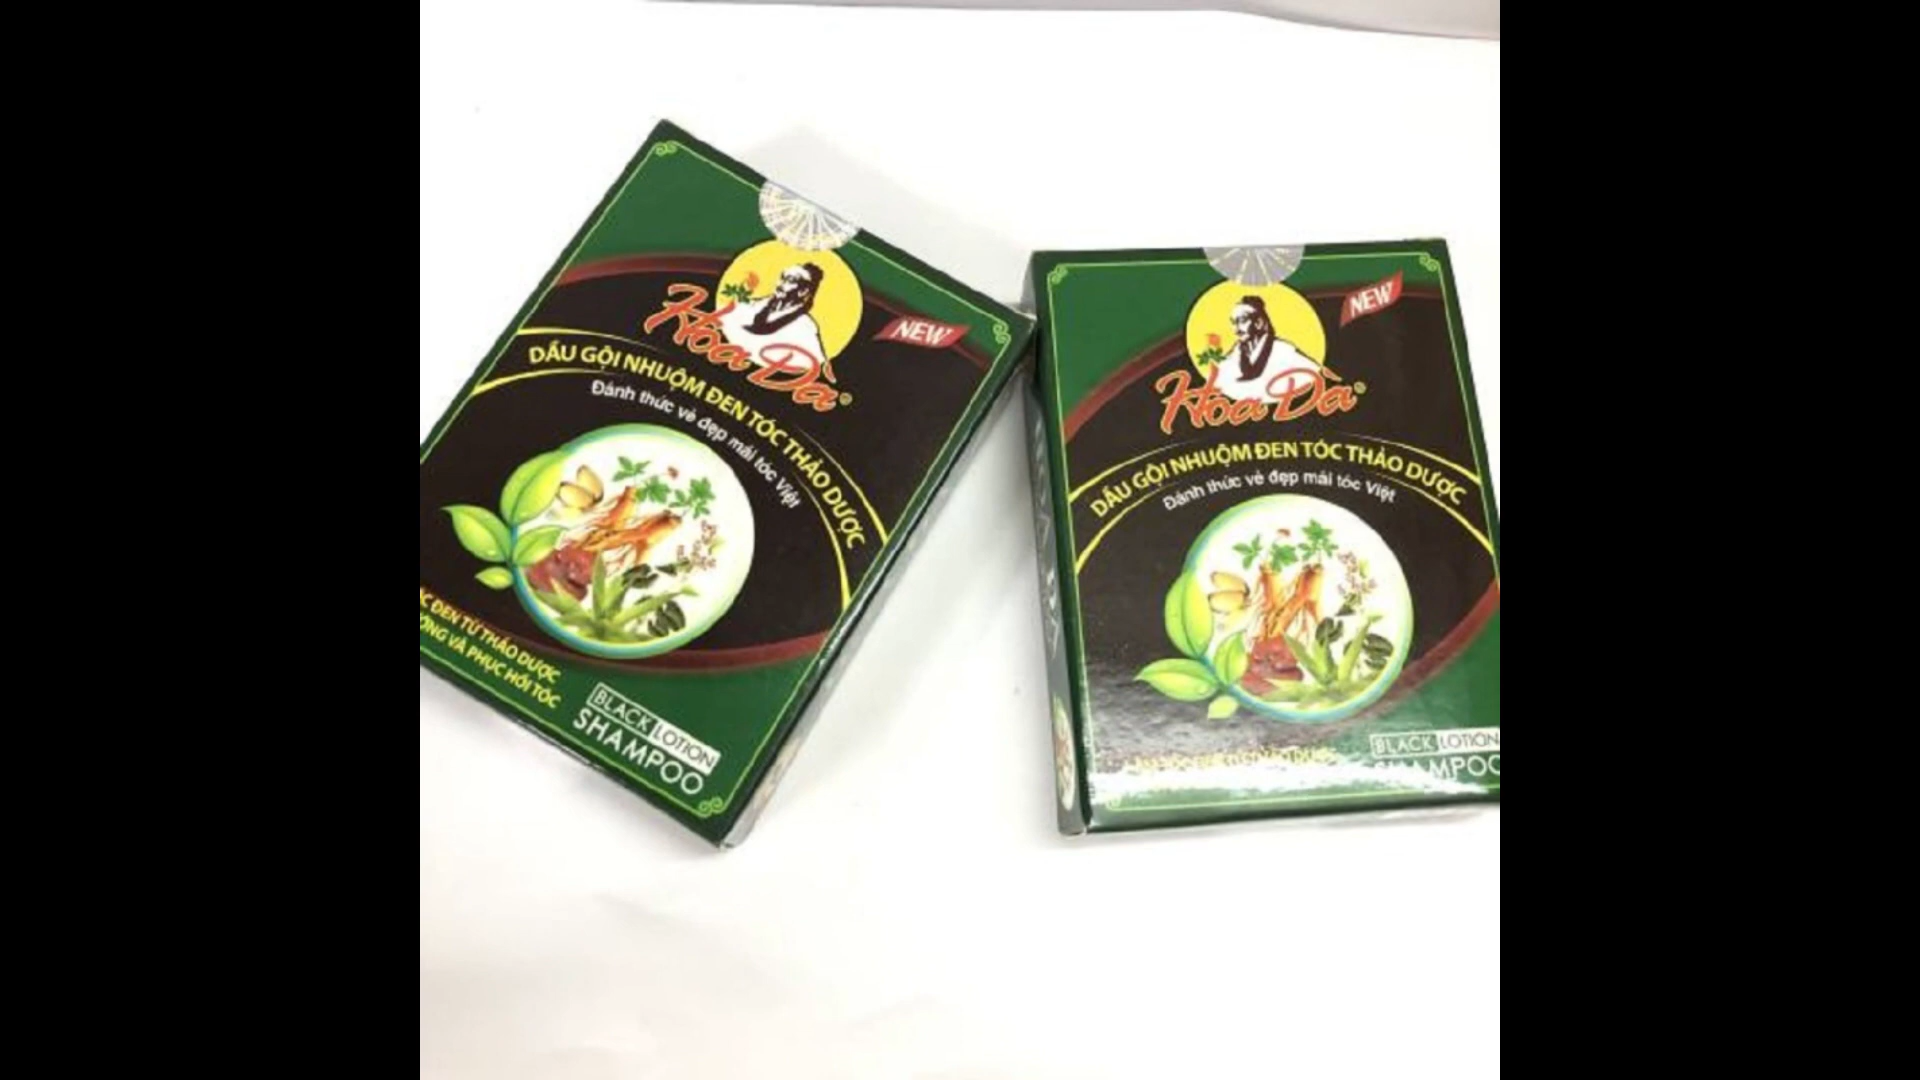 Hoa Đà®
NEW
DẦU GỘI NHUỘM ĐEN TÓC THẢO DƯỢC
Đánh thức vẻ đẹp mái tóc Việt
ĐEN TỪ THẢO DƯỢC
VÀ PHỤC HỒI TÓC
BLACK LOTION
SHAMPOO
Hoa Đà®
NEW
DẦU GỘI NHUỘM ĐEN TÓC THẢO DƯỢC
Đánh thức vẻ đẹp mái tóc Việt
BLACK LOTION
SHAMPOO